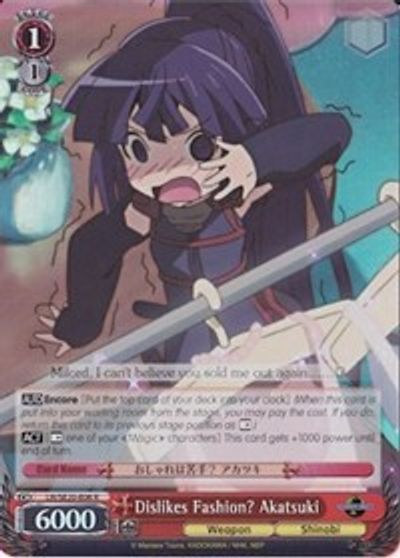 1
1
Milord, I can't believe you sold me out again........
AUTO Encore [Put the top card of your deck into your clock] (When this card is
put into your waiting room from the stage, you may pay the cost. If you do,
return this card to its previous stage position as
ACT one of your «Magic» characters] This card gets +1000 power until
end of turn.
Card Name おしゃれは苦手? アカツキ
6000
Dislikes Fashion? Akatsuki
Weapon Shinobi